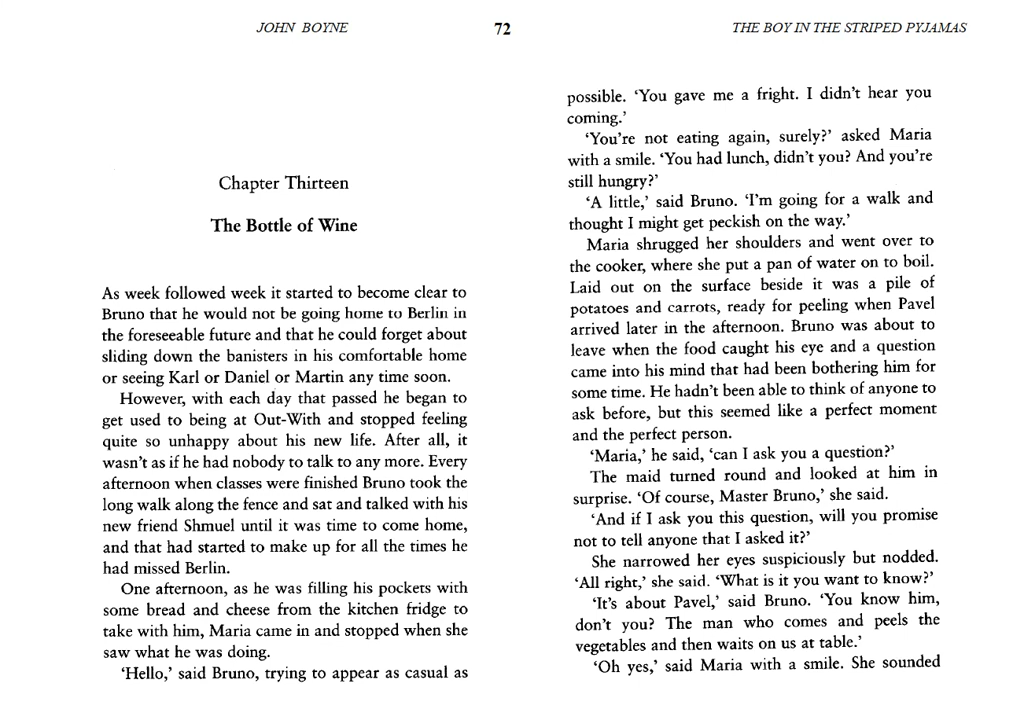 JOHN BOYNE
72
THE BOY IN THE STRIPED PYJAMAS
Chapter Thirteen
The Bottle of Wine
As week followed week it started to become clear to
Bruno that he would not be going home to Berlin in
the foreseeable future and that he could forget about
sliding down the banisters in his comfortable home
or seeing Karl or Daniel or Martin any time soon.
However, with each day that passed he began to
get used to being at Out-With and stopped feeling
quite so unhappy about his new life. After all, it
wasn't as if he had nobody to talk to any more. Every
afternoon when classes were finished Bruno took the
long walk along the fence and sat and talked with his
new friend Shmuel until it was time to come home,
and that had started to make up for all the times he
had missed Berlin.
One afternoon, as he was filling his pockets with
some bread and cheese from the kitchen fridge to
take with him, Maria came in and stopped when she
saw what he was doing.
‘Hello,’ said Bruno, trying to appear as casual as
possible. ‘You gave me a fright. I didn't hear you
coming.’
‘You're not eating again, surely?’ asked Maria
with a smile. ‘You had lunch, didn't you? And you're
still hungry?’
‘A little,’ said Bruno. ‘I'm going for a walk and
thought I might get peckish on the way.’
Maria shrugged her shoulders and went over to
the cooker, where she put a pan of water on to boil.
Laid out on the surface beside it was a pile of
potatoes and carrots, ready for peeling when Pavel
arrived later in the afternoon. Bruno was about to
leave when the food caught his eye and a question
came into his mind that had been bothering him for
some time. He hadn't been able to think of anyone to
ask before, but this seemed like a perfect moment
and the perfect person.
‘Maria,’ he said, ‘can I ask you a question?’
The maid turned round and looked at him in
surprise. ‘Of course, Master Bruno,’ she said.
‘And if I ask you this question, will you promise
not to tell anyone that I asked it?’
She narrowed her eyes suspiciously but nodded.
‘All right,’ she said. ‘What is it you want to know?’
‘It's about Pavel,’ said Bruno. ‘You know him,
don't you? The man who comes and peels the
vegetables and then waits on us at table.’
‘Oh yes,’ said Maria with a smile. She sounded